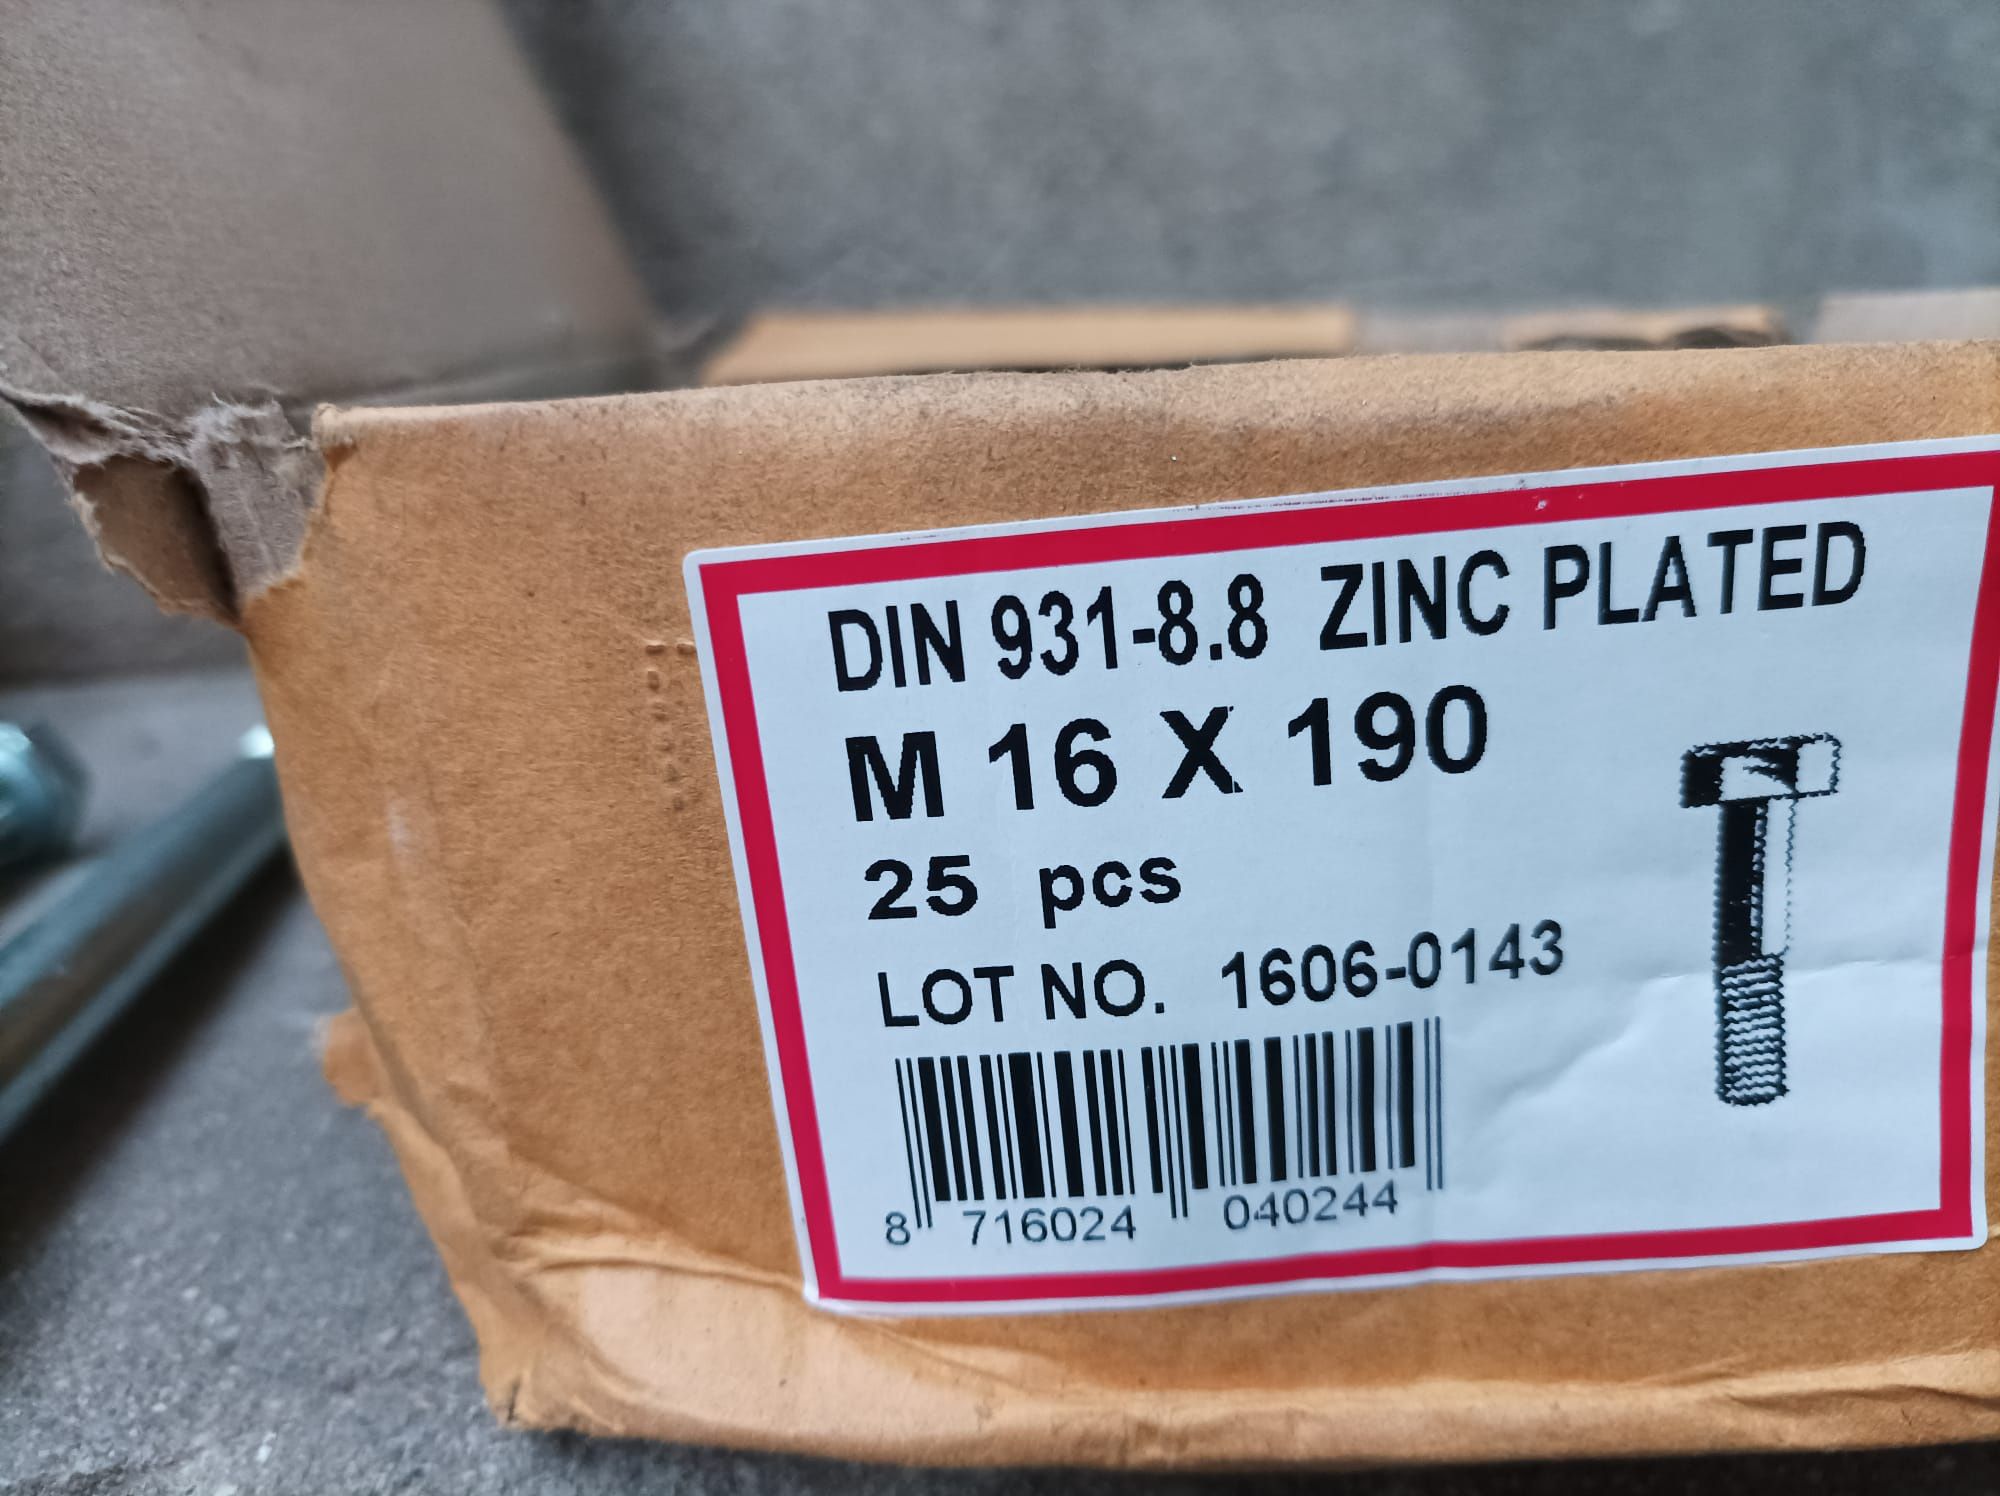 DIN 931-8.8 ZINC PLATED
M 16 X 190
25 pcs
LOT NO. 1606-0143
8 716024 040244